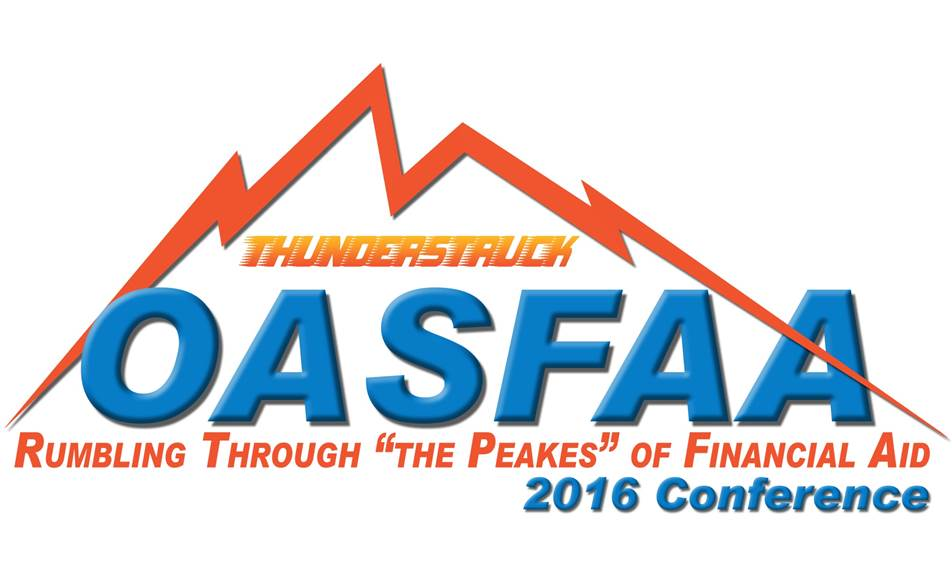 THUNDERSTRUCK
OASFAA
RUMBLING THROUGH “THE PEAKES” OF FINANCIAL AID
2016 Conference